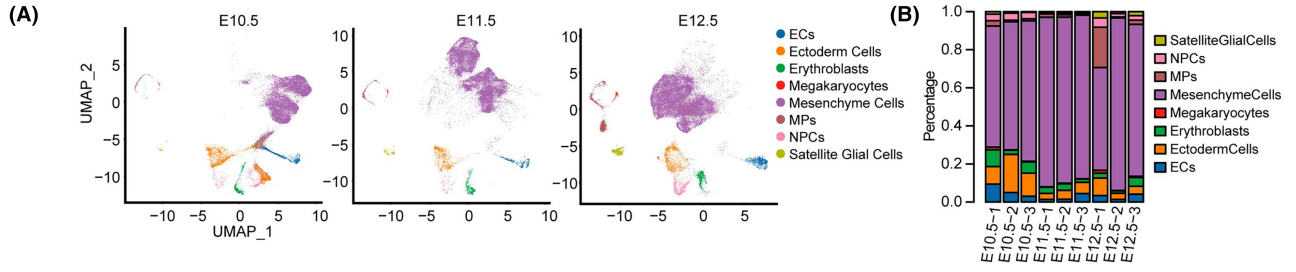 (A)
E10.5
E11.5
E12.5
UMAP_2
5
0
−5
−10
−10
−5
0
5
10
UMAP_1
10
5
0
−5
−10
−10
−5
0
5
10
10
5
0
−5
−10
−10
−5
0
5
ECs
Ectoderm Cells
Erythroblasts
Megakaryocytes
Mesenchyme Cells
MPs
NPCs
Satellite Glial Cells
(B)
Percentage
1.0
0.8
0.6
0.4
0.2
0.0
E10.5−1
E10.5−2
E10.5−3
E11.5−1
E11.5−2
E11.5−3
E12.5−1
E12.5−2
E12.5−3
SatelliteGlialCells
NPCs
MPs
MesenchymeCells
Megakaryocytes
Erythroblasts
EctodermCells
ECs